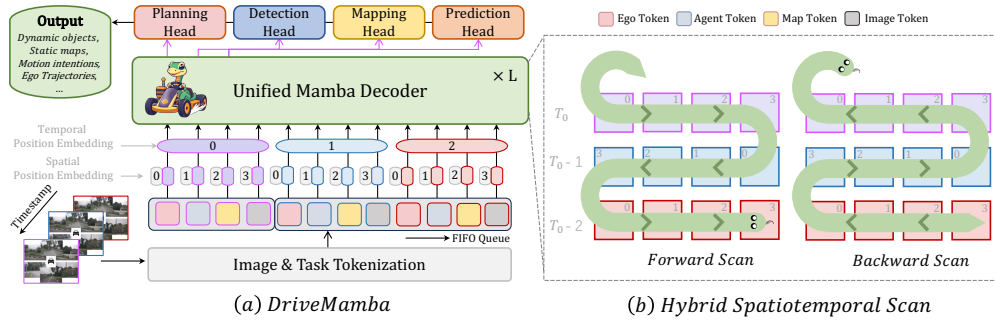 Output
Dynamic objects,
Static maps,
Motion intentions,
Ego Trajectories,
...
Planning Head
Detection Head
Mapping Head
Prediction Head
Unified Mamba Decoder
× L
Temporal
Position Embedding
0 1 2
Spatial
Position Embedding
0 1 2 3 0 1 2 3 0 1 2 3
Timestamp
FIFO Queue
Image & Task Tokenization
(a) DriveMamba
Ego Token Agent Token Map Token Image Token
T0 0 1 2 3 0 1 2 3
T0 - 1 3 2 1 0 3 2 1 0
T0 - 2 0 1 2 3 0 1 2 3
Forward Scan
Backward Scan
(b) Hybrid Spatiotemporal Scan